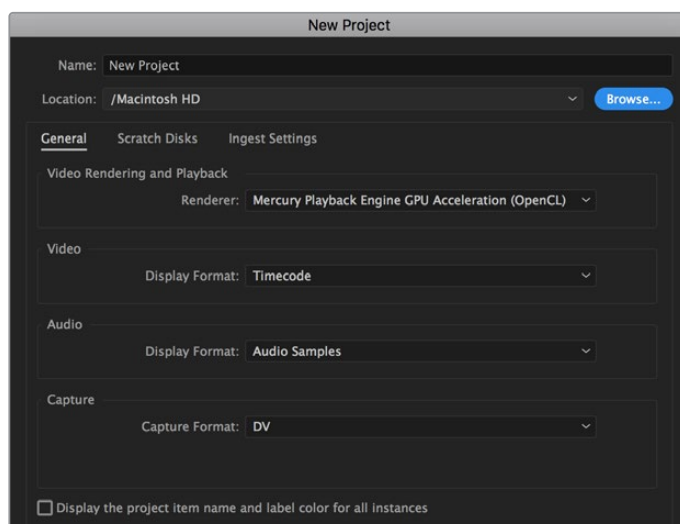 New Project
Name: New Project
Location: /Macintosh HD Browse...
General Scratch Disks Ingest Settings
Video Rendering and Playback
Renderer: Mercury Playback Engine GPU Acceleration (OpenCL)
Video
Display Format: Timecode
Audio
Display Format: Audio Samples
Capture
Capture Format: DV
Display the project item name and label color for all instances